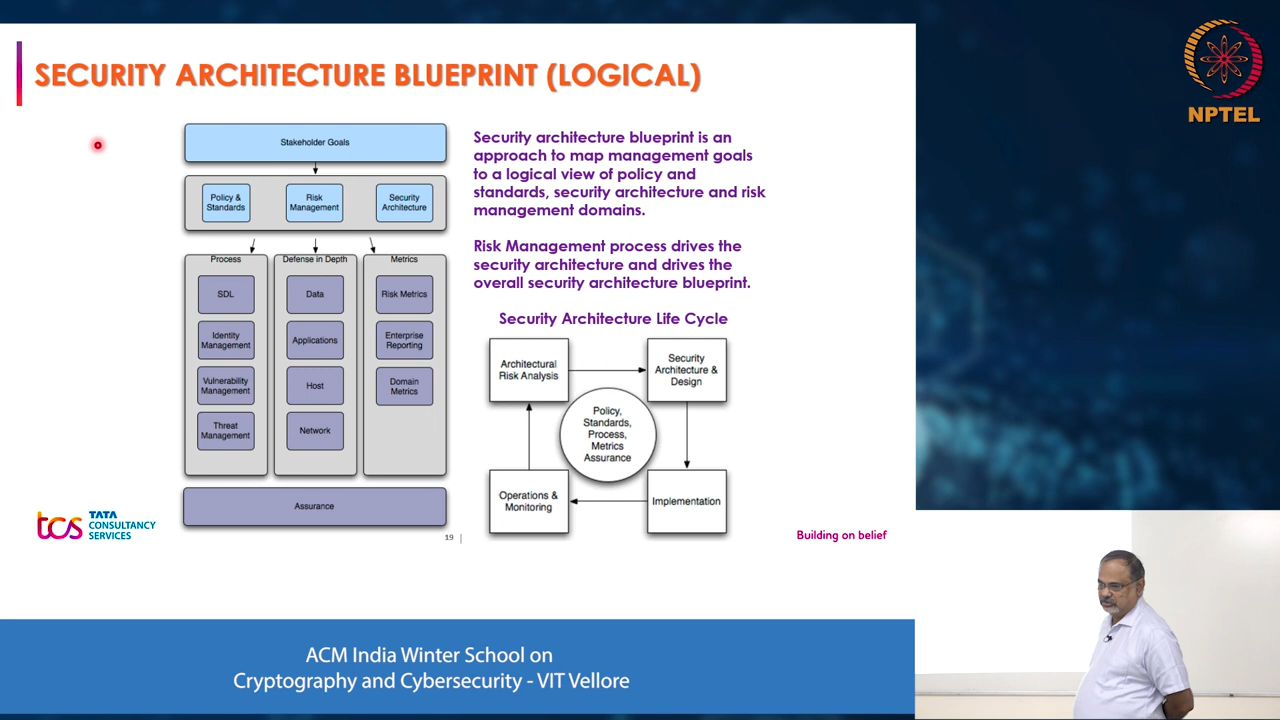 SECURITY ARCHITECTURE BLUEPRINT (LOGICAL)
NPTEL
Stakeholder Goals
Policy &
Standards
Risk
Management
Security
Architecture
Process
SDL
Identity
Management
Vulnerability
Management
Threat
Management
Defense in Depth
Data
Applications
Host
Network
Metrics
Risk Metrics
Enterprise
Reporting
Domain
Metrics
Assurance
Security architecture blueprint is an
approach to map management goals
to a logical view of policy and
standards, security architecture and risk
management domains.
Risk Management process drives the
security architecture and drives the
overall security architecture blueprint.
Security Architecture Life Cycle
Architectural
Risk Analysis
Security
Architecture &
Design
Policy,
Standards,
Process,
Metrics
Assurance
Operations &
Monitoring
Implementation
tcs TATA
CONSULTANCY
SERVICES
19 |
Building on belief
ACM India Winter School on
Cryptography and Cybersecurity - VIT Vellore